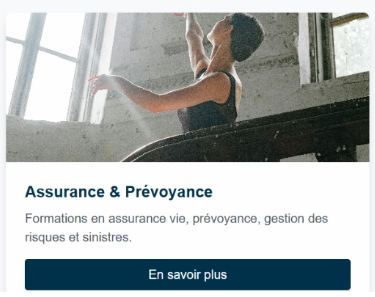 Assurance & Prévoyance
Formations en assurance vie, prévoyance, gestion des
risques et sinistres.
En savoir plus